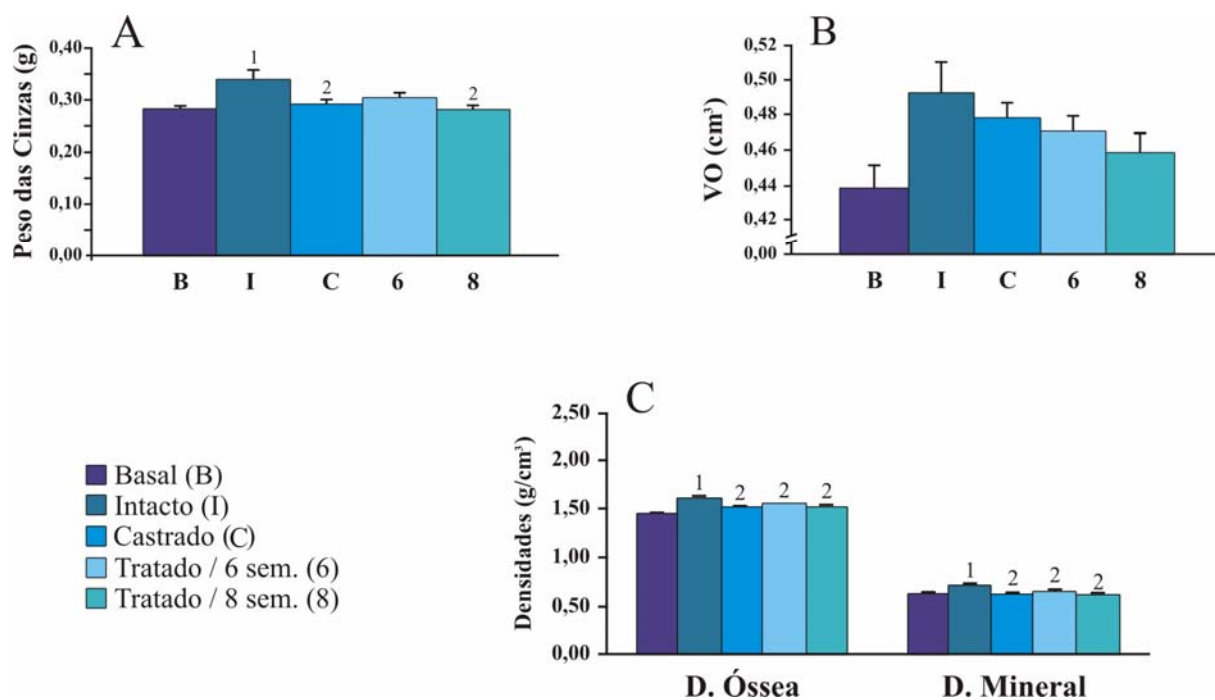 A
Peso das Cinzas (g)
0,40
0,30
0,20
0,10
0,00
1
2
2
B I C 6 8
B
VO (cm³)
0,52
0,50
0,48
0,46
0,44
0,42
0,00
B I C 6 8
Basal (B)
Intacto (I)
Castrado (C)
Tratado / 6 sem. (6)
Tratado / 8 sem. (8)
C
Densidades (g/cm³)
2,50
2,00
1,50
1,00
0,50
0,00
1 2 2 2
1 2 2 2
D. Óssea D. Mineral